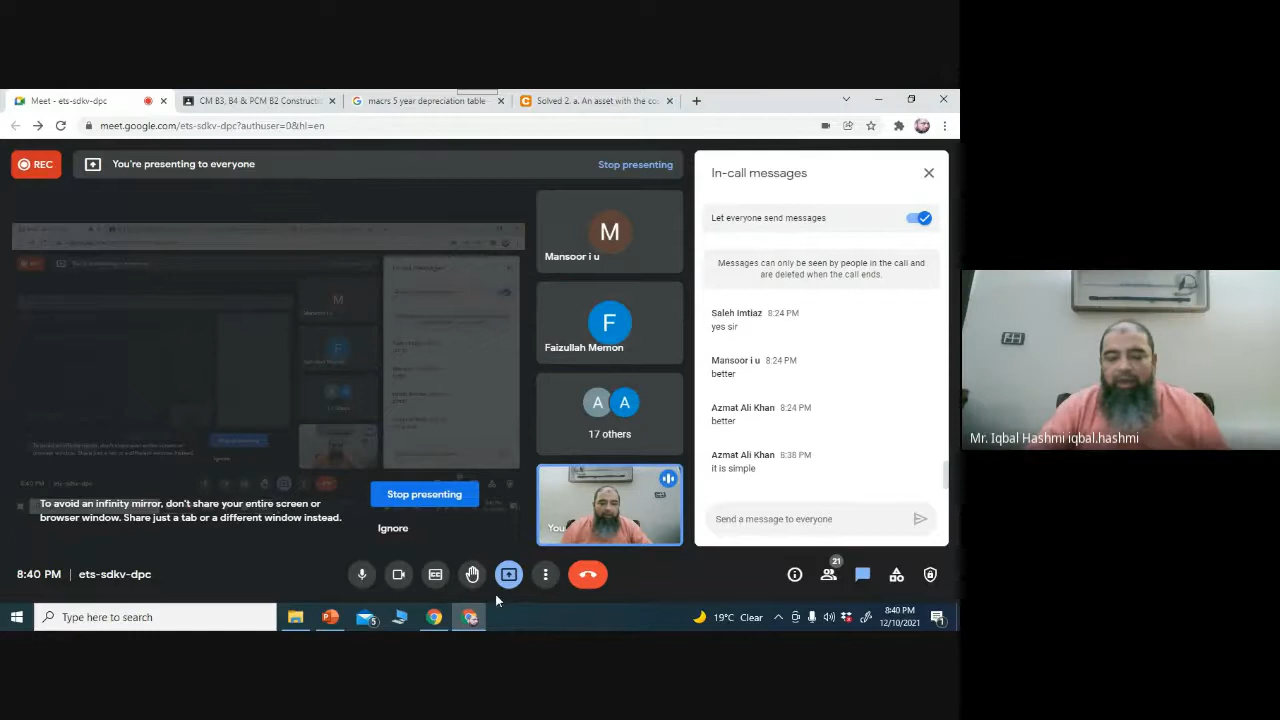 Meet - ets-sdkv-dpc
CM B3, B4 & PCM B2 Constructi
macrs 5 year depreciation table
Solved 2. a. An asset with the co
meet.google.com/ets-sdkv-dpc?authuser=0&hl=en
REC
You're presenting to everyone
Stop presenting
Mansoor i u
Faizullah Memon
17 others
You
To avoid an infinity mirror, don't share your entire screen or
browser window. Share just a tab or a different window instead.
Stop presenting
Ignore
In-call messages
Let everyone send messages
Messages can only be seen by people in the call and
are deleted when the call ends.
Saleh Imtiaz 8:24 PM
yes sir
Mansoor i u 8:24 PM
better
Azmat Ali Khan 8:24 PM
better
Azmat Ali Khan 8:38 PM
it is simple
Send a message to everyone
8:40 PM | ets-sdkv-dpc
21
Type here to search
5
19°C Clear
8:40 PM
12/10/2021
1
Mr. Iqbal Hashmi iqbal.hashmi
M
F
A A